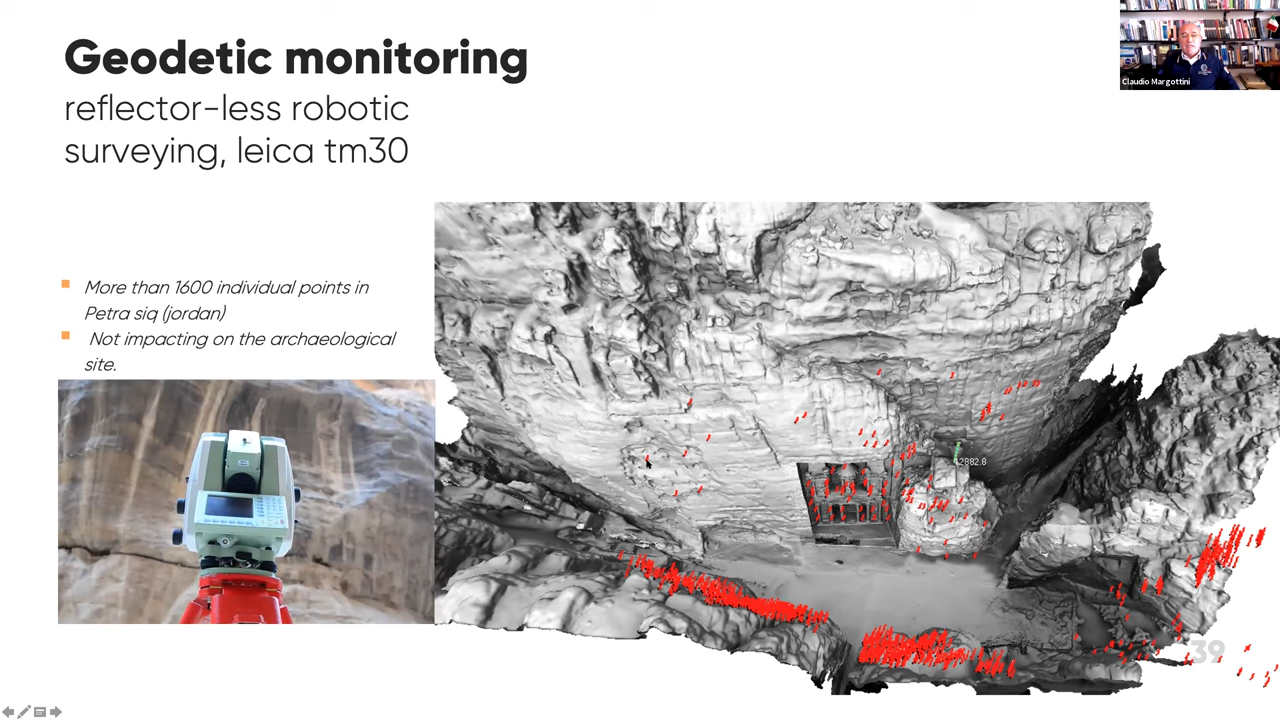 Geodetic monitoring
reflector-less robotic
surveying, leica tm30
Claudio Margottini
More than 1600 individual points in
Petra siq (jordan)
Not impacting on the archaeological
site.
12882.8
39